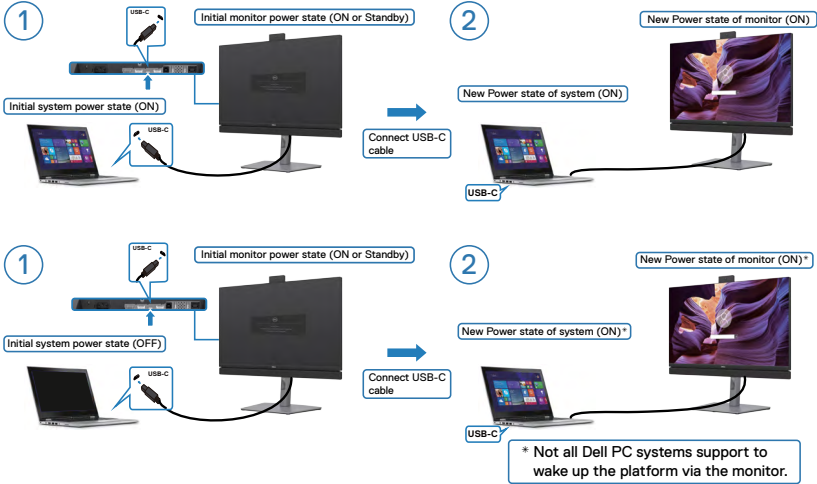 1
USB-C
Initial monitor power state (ON or Standby)
Initial system power state (ON)
USB-C
Connect USB-C
cable
2
New Power state of monitor (ON)
New Power state of system (ON)
USB-C
1
USB-C
Initial monitor power state (ON or Standby)
Initial system power state (OFF)
USB-C
Connect USB-C
cable
2
New Power state of monitor (ON)*
New Power state of system (ON)*
USB-C
* Not all Dell PC systems support to
wake up the platform via the monitor.